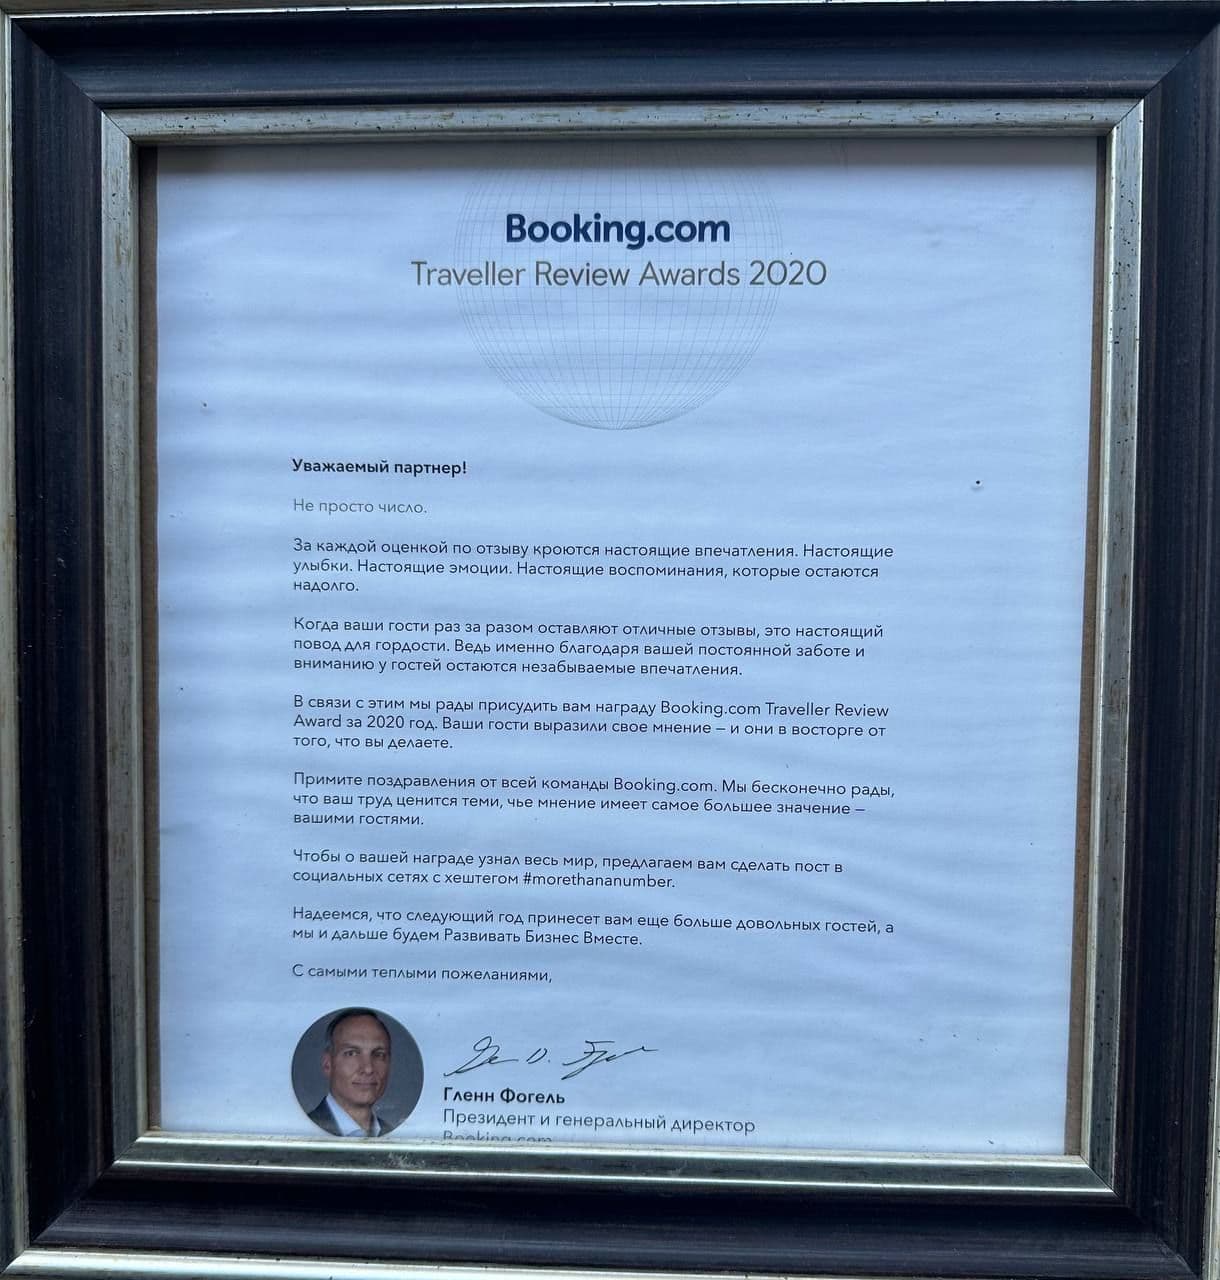 Booking.com
Traveller Review Awards 2020
Уважаемый партнер!
Не просто число.
За каждой оценкой по отзыву кроются настоящие впечатления. Настоящие
улыбки. Настоящие эмоции. Настоящие воспоминания, которые остаются
надолго.
Когда ваши гости раз за разом оставляют отличные отзывы, это настоящий
повод для гордости. Ведь именно благодаря вашей постоянной заботе и
вниманию у гостей остаются незабываемые впечатления.
В связи с этим мы рады присудить вам награду Booking.com Traveller Review
Award за 2020 год. Ваши гости выразили свое мнение – и они в восторге от
того, что вы делаете.
Примите поздравления от всей команды Booking.com. Мы бесконечно рады,
что ваш труд ценится теми, чье мнение имеет самое большее значение –
вашими гостями.
Чтобы о вашей награде узнал весь мир, предлагаем вам сделать пост в
социальных сетях с хештегом #morethananumber.
Надеемся, что следующий год принесет вам еще больше довольных гостей, а
мы и дальше будем Развивать Бизнес Вместе.
С самыми теплыми пожеланиями,
Гленн Фогель
Президент и генеральный директор
Booking.com